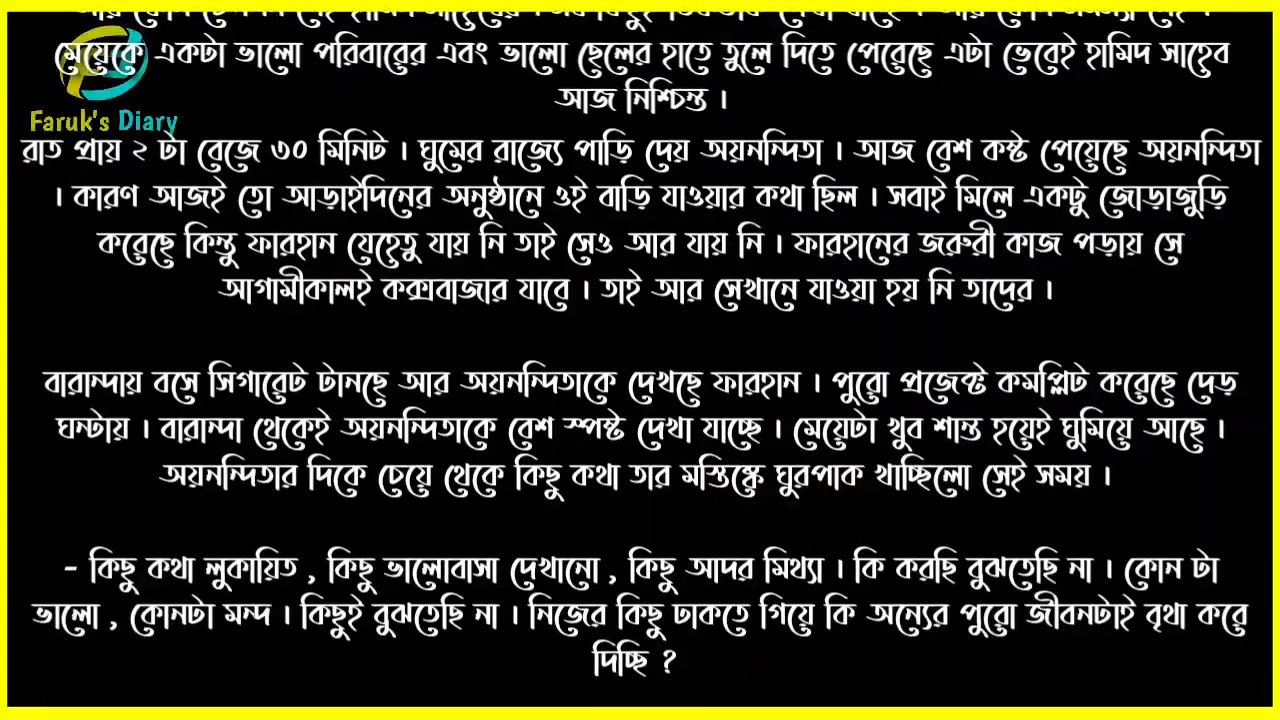 মেয়েকে একটা ভালো পরিবারের এবং ভালো ছেলের হাতে তুলে দিতে পেরেছে এটা ভেবেই হামিদ সাহেব
আজ নিশ্চিন্ত ।
Faruk's Diary
রাত প্রায় ২ টা বেজে ৩০ মিনিট । ঘুমের রাজ্যে পাড়ি দেয় অয়নন্দিতা । আজ বেশ কষ্ট পেয়েছে অয়নন্দিতা
। কারণ আজই তো আড়াইদিনের অনুষ্ঠানে ওই বাড়ি যাওয়ার কথা ছিল । সবাই মিলে একটু জোড়াজুড়ি
করেছে কিন্তু ফারহান যেহেতু যায় নি তাই সেও আর যায় নি । ফারহানের জরুরী কাজ পড়ায় সে
আগামীকালই কক্সবাজার যাবে । তাই আর সেখানে যাওয়া হয় নি তাদের ।
বারান্দায় বসে সিগারেট টানছে আর অয়নন্দিতাকে দেখছে ফারহান । পুরো প্রজেক্ট কমপ্লিট করেছে দেড়
ঘন্টায় । বারান্দা থেকেই অয়নন্দিতাকে বেশ স্পষ্ট দেখা যাচ্ছে । মেয়েটা খুব শান্ত হয়েই ঘুমিয়ে আছে ।
অয়নন্দিতার দিকে চেয়ে থেকে কিছু কথা তার মস্তিষ্কে ঘুরপাক খাচ্ছিলো সেই সময় ।
- কিছু কথা লুকায়িত , কিছু ভালোবাসা দেখানো , কিছু আদর মিথ্যা । কি করছি বুঝতেছি না । কোন টা
ভালো , কোনটা মন্দ । কিছুই বুঝতেছি না । নিজের কিছু ঢাকতে গিয়ে কি অন্যের পুরো জীবনটাই বৃথা করে
দিচ্ছি ?